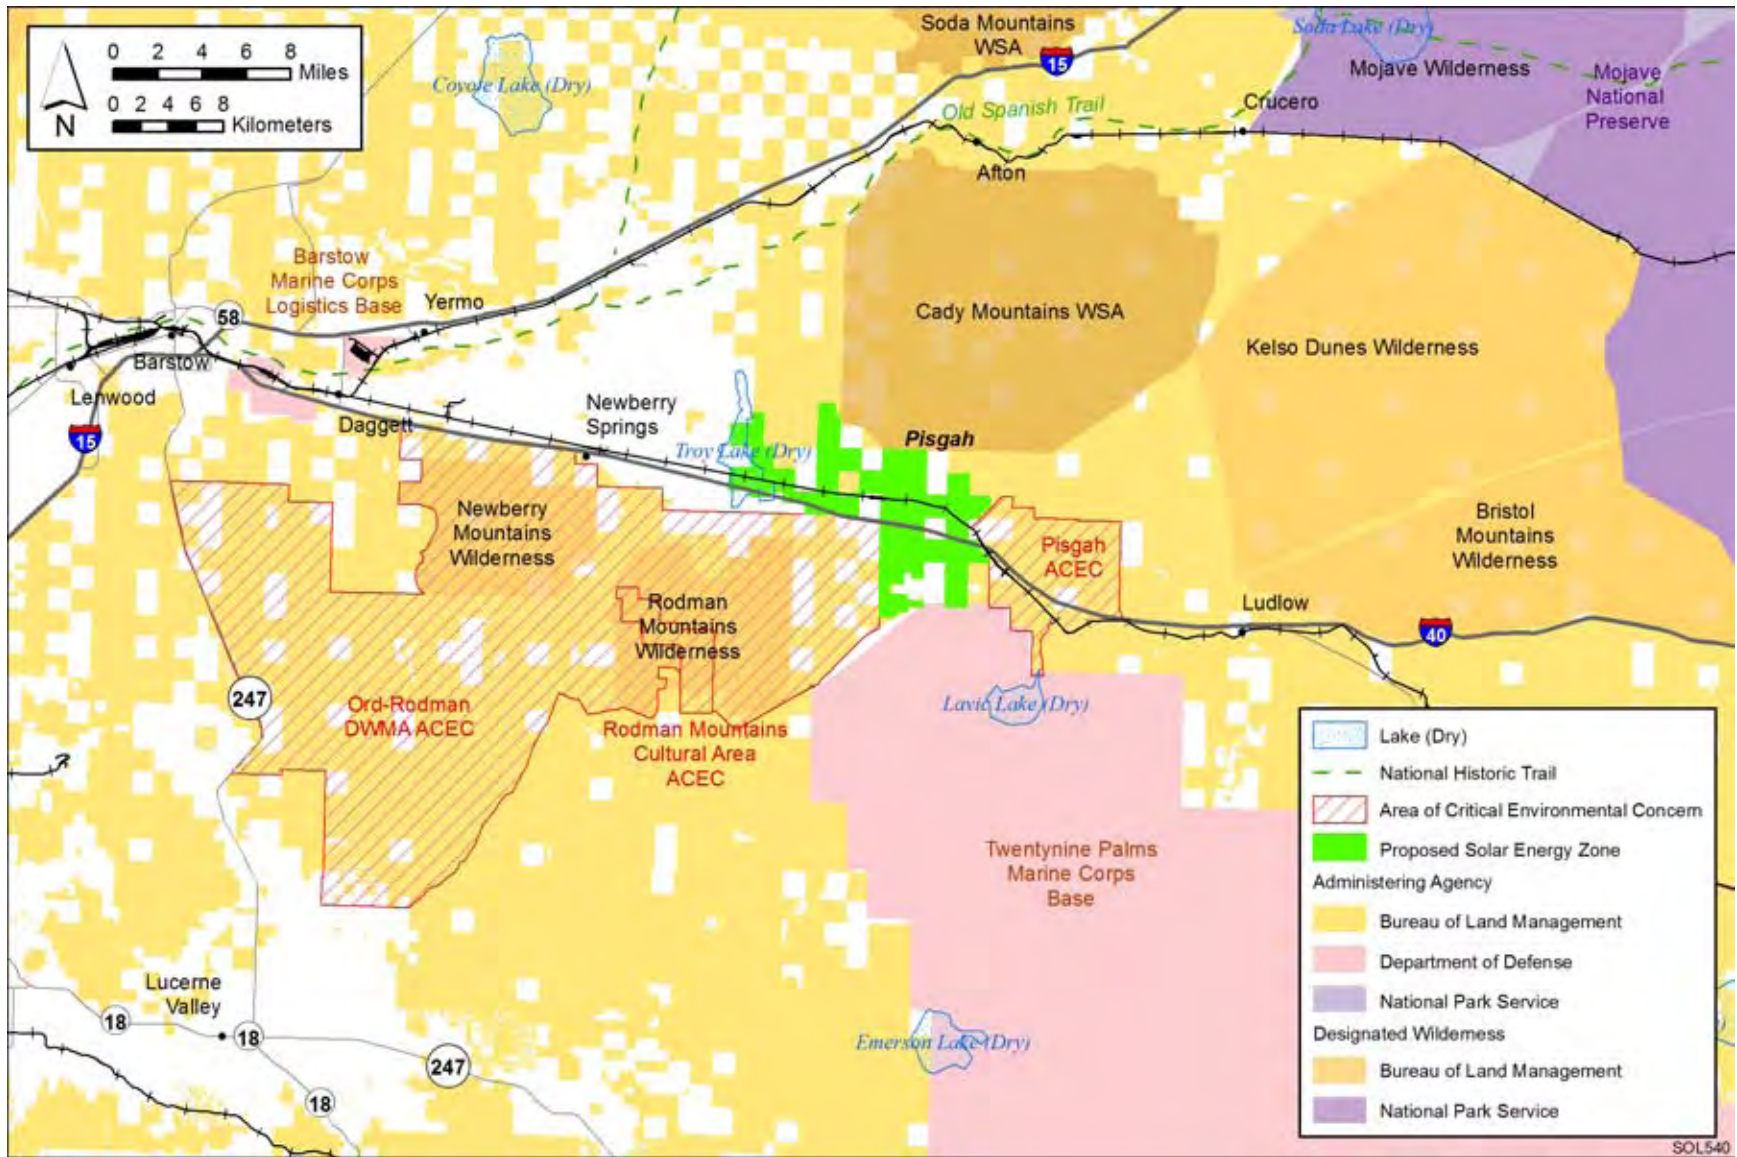 0 2 4 6 8
Miles
0 2 4 6 8
Kilometers
N
Coyote Lake (Dry)
Soda Mountains
WSA
15
Soda Lake (Dry)
Mojave Wilderness
Mojave
National
Preserve
Old Spanish Trail
Crucero
Afton
Barstow
Marine Corps
Logistics Base
Yermo
58
Barstow
Lenwood
15
Daggett
Newberry
Springs
Cady Mountains WSA
Kelso Dunes Wilderness
Troy Lake (Dry)
Pisgah
Newberry
Mountains
Wilderness
Pisgah
ACEC
Bristol
Mountains
Wilderness
Rodman
Mountains
Wilderness
Ludlow
40
247
Ord-Rodman
DWMA ACEC
Rodman Mountains
Cultural Area
ACEC
Lavic Lake (Dry)
Twentynine Palms
Marine Corps
Base
Lucerne
Valley
18
18
247
18
Emerson Lake (Dry)
Lake (Dry)
National Historic Trail
Area of Critical Environmental Concern
Proposed Solar Energy Zone
Administering Agency
Bureau of Land Management
Department of Defense
National Park Service
Designated Wilderness
Bureau of Land Management
National Park Service
SOL540